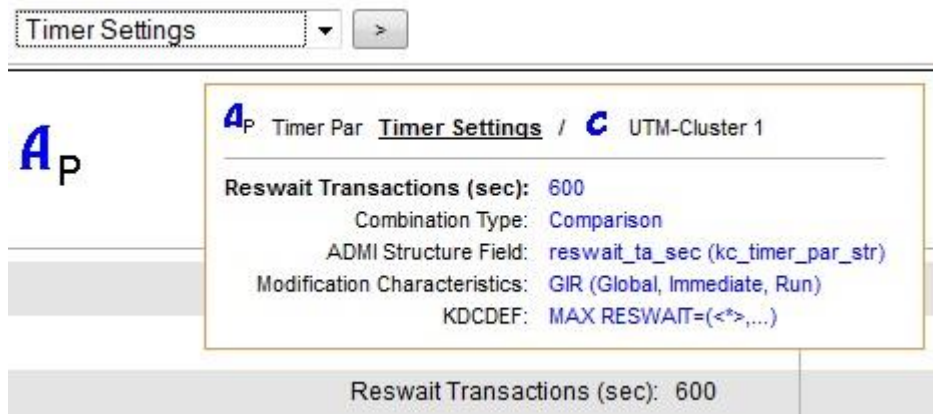 Timer Settings >
AP
AP Timer Par Timer Settings / C UTM-Cluster 1
Reswait Transactions (sec): 600
Combination Type: Comparison
ADMI Structure Field: reswait_ta_sec (kc_timer_par_str)
Modification Characteristics: GIR (Global, Immediate, Run)
KDCDEF: MAX RESWAIT=(<*>,...)
Reswait Transactions (sec): 600